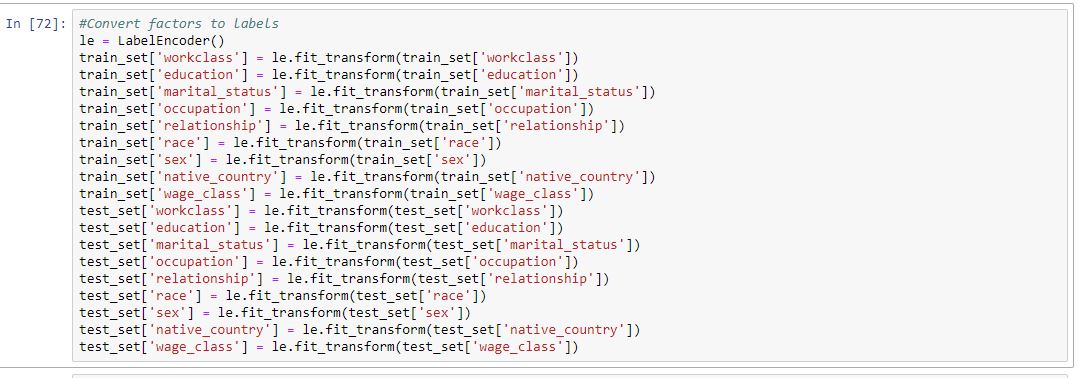 In [72]: #Convert factors to labels
le = LabelEncoder()
train_set['workclass'] = le.fit_transform(train_set['workclass'])
train_set['education'] = le.fit_transform(train_set['education'])
train_set['marital_status'] = le.fit_transform(train_set['marital_status'])
train_set['occupation'] = le.fit_transform(train_set['occupation'])
train_set['relationship'] = le.fit_transform(train_set['relationship'])
train_set['race'] = le.fit_transform(train_set['race'])
train_set['sex'] = le.fit_transform(train_set['sex'])
train_set['native_country'] = le.fit_transform(train_set['native_country'])
train_set['wage_class'] = le.fit_transform(train_set['wage_class'])
test_set['workclass'] = le.fit_transform(test_set['workclass'])
test_set['education'] = le.fit_transform(test_set['education'])
test_set['marital_status'] = le.fit_transform(test_set['marital_status'])
test_set['occupation'] = le.fit_transform(test_set['occupation'])
test_set['relationship'] = le.fit_transform(test_set['relationship'])
test_set['race'] = le.fit_transform(test_set['race'])
test_set['sex'] = le.fit_transform(test_set['sex'])
test_set['native_country'] = le.fit_transform(test_set['native_country'])
test_set['wage_class'] = le.fit_transform(test_set['wage_class'])